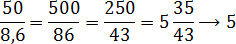 50/8,6 = 500/86 = 250/43 = 5 35/43 → 5